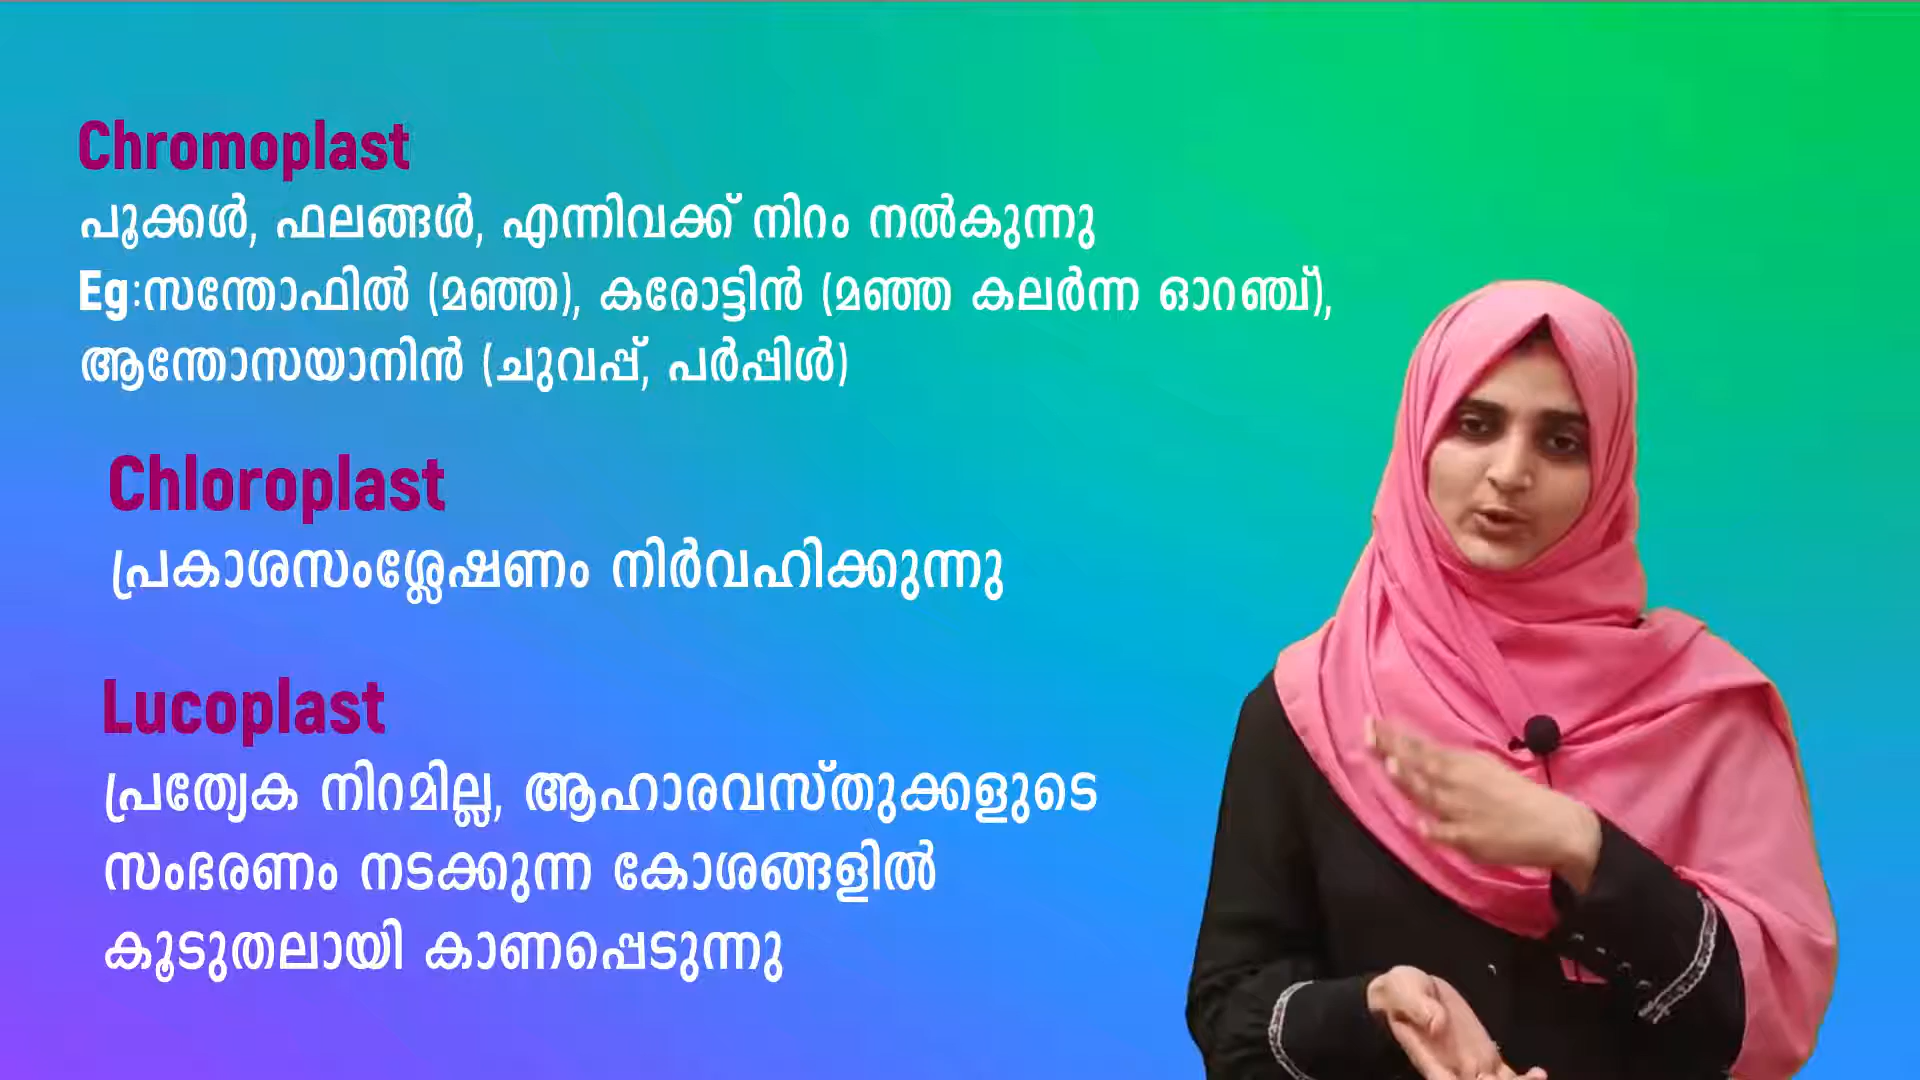 Chromoplast
പൂക്കൾ, ഫലങ്ങൾ, എന്നിവക്ക് നിറം നൽകുന്നു
Eg:സന്തോഫിൽ (മഞ്ഞ), കരോട്ടിൻ (മഞ്ഞ കലർന്ന ഓറഞ്ച്),
ആന്തോസയാനിൻ (ചുവപ്പ്, പർപ്പിൾ)
Chloroplast
പ്രകാശസംശ്ലേഷണം നിർവഹിക്കുന്നു
Lucoplast
പ്രത്യേക നിറമില്ല, ആഹാരവസ്തുക്കളുടെ
സംഭരണം നടക്കുന്ന കോശങ്ങളിൽ
കൂടുതലായി കാണപ്പെടുന്നു